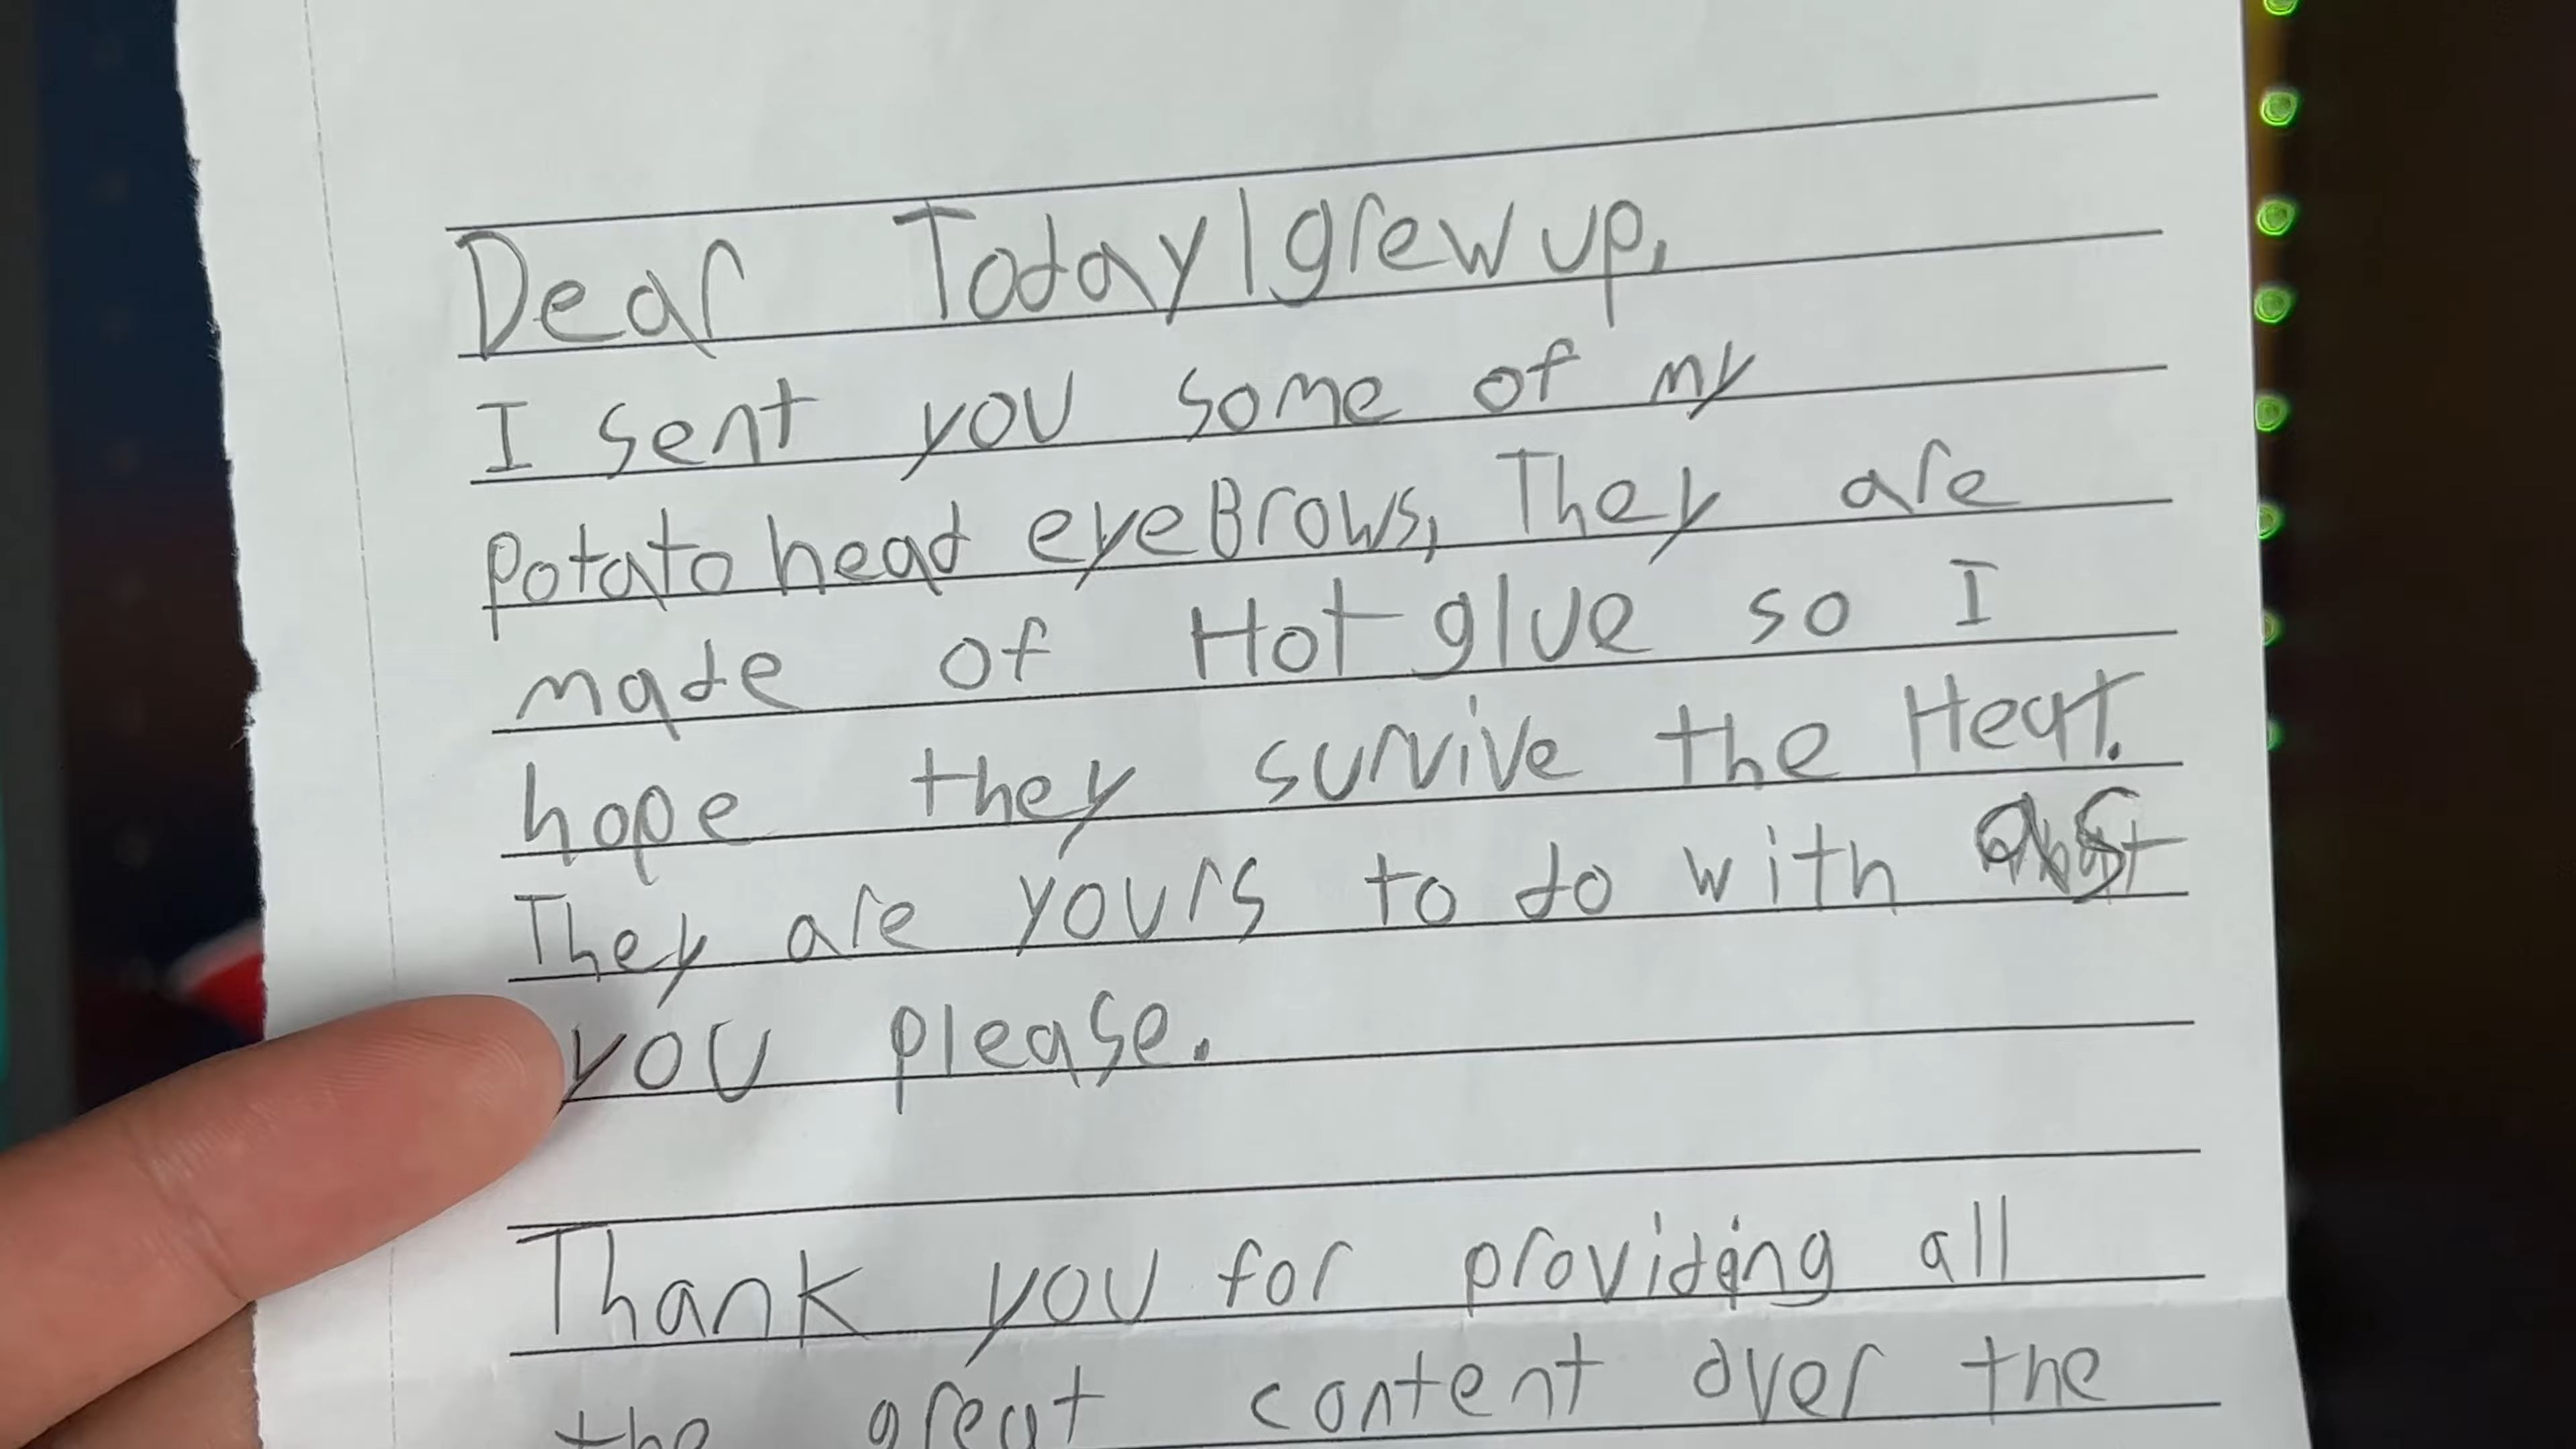 Dear TodayIgrewup,
I sent you some of my
potato head eyeBrows, They are
made of Hot glue so I
hope they survive the Heat.
They are yours to do with as
you please.
Thank you for providing all
the great content over the